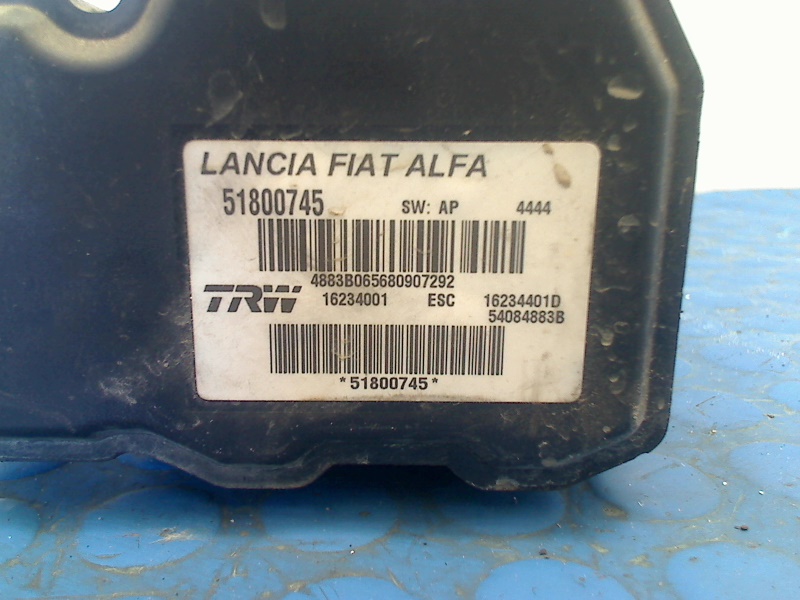 LANCIA FIAT ALFA
51800745 SW: AP 4444
4883B065680907292
TRW 16234001 ESC 16234401D
54084883B
*51800745*